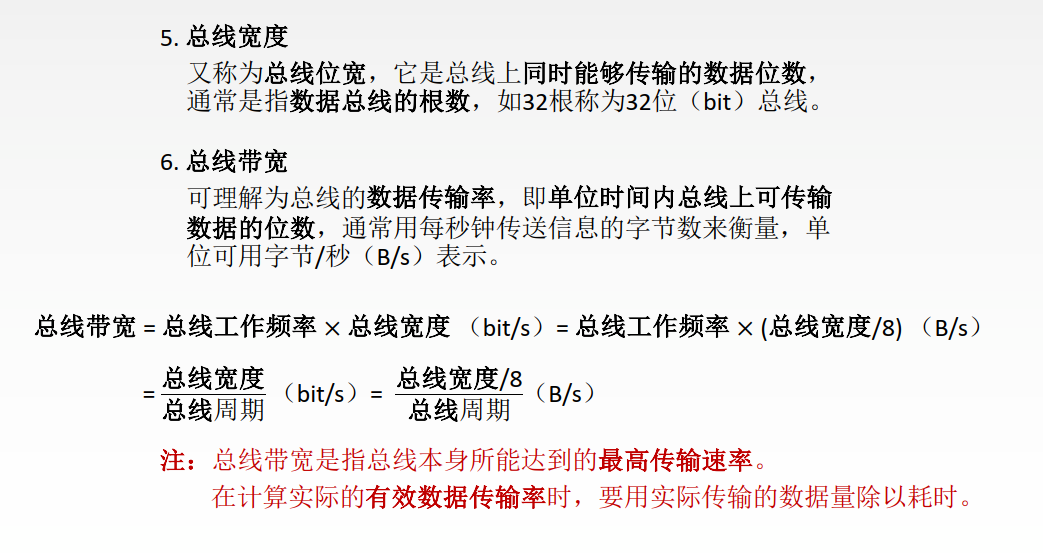 5. 总线宽度
又称为总线位宽，它是总线上同时能够传输的数据位数，
通常是指数据总线的根数，如32根称为32位（bit）总线。
6. 总线带宽
可理解为总线的数据传输率，即单位时间内总线上可传输
数据的位数，通常用每秒钟传送信息的字节数来衡量，单
位可用字节/秒（B/s）表示。
总线带宽 = 总线工作频率 × 总线宽度 （bit/s）= 总线工作频率 × (总线宽度/8) （B/s）
= 总线宽度/总线周期 （bit/s）= 总线宽度/8/总线周期 （B/s）
注：总线带宽是指总线本身所能达到的最高传输速率。
在计算实际的有效数据传输率时，要用实际传输的数据量除以耗时。